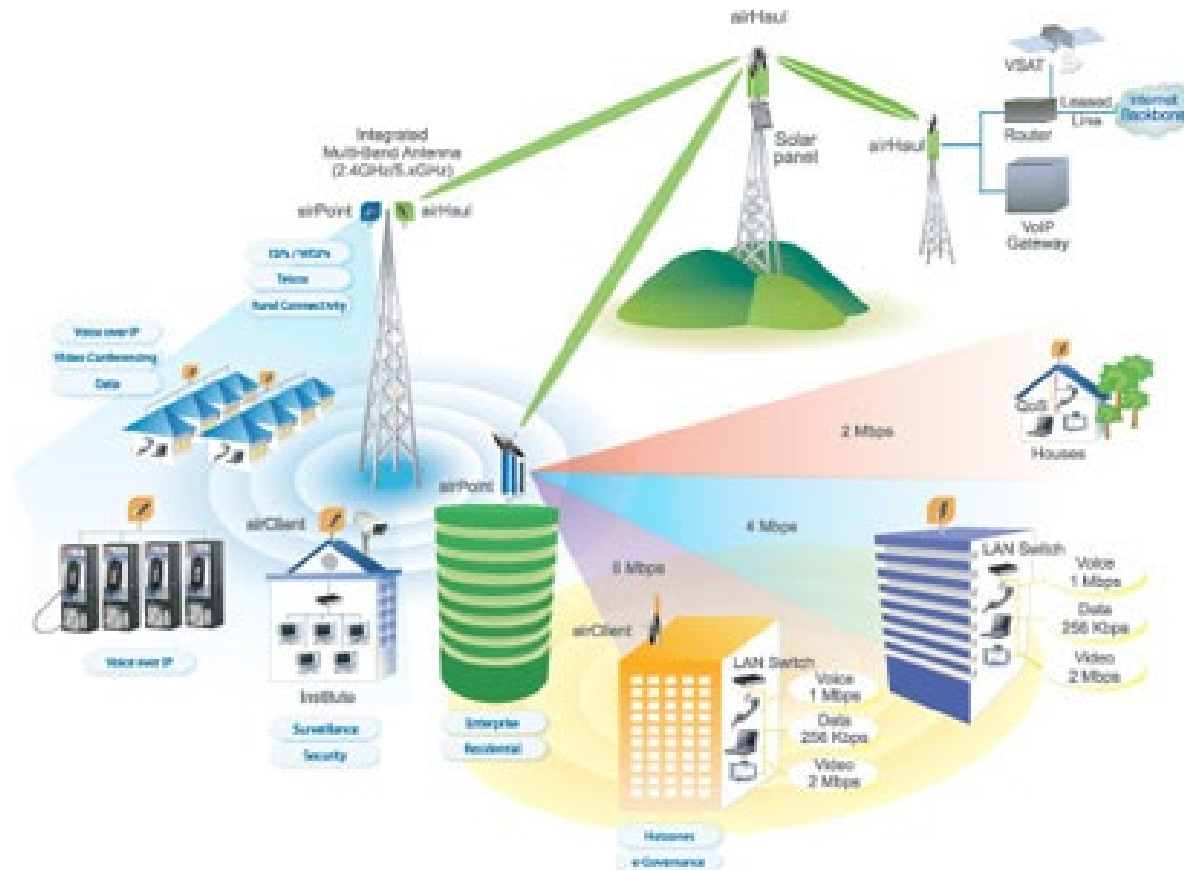 airHaul
VSAT
Router
Leased
Line
Internet
Backbone
airHaul
VoIP
Gateway
Solar
panel
Integrated
Multi-Band Antenna
(2.4GHz/5.xGHz)
airPoint
airHaul
ISPs / WISPs
Telcos
Rural Connectivity
Voice over IP
Video Conferencing
Data
2 Mbps
QoS
Houses
airPoint
4 Mbps
airClient
LAN Switch
Voice
1 Mbps
Data
256 Kbps
Video
2 Mbps
airClient
LAN Switch
Voice
1 Mbps
Data
256 Kbps
Video
2 Mbps
Voice over IP
Institute
Surveillance
Security
Enterprise
Residential
Hotzones
e-Governance